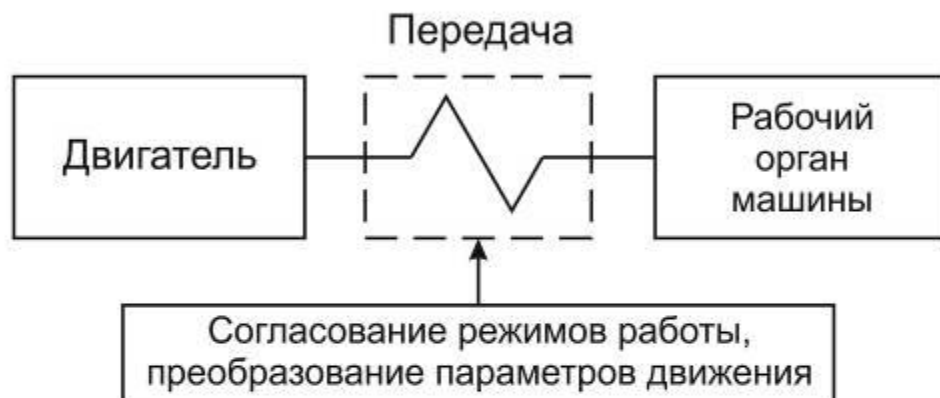 Передача
Двигатель
Рабочий
орган
машины
Согласование режимов работы,
преобразование параметров движения